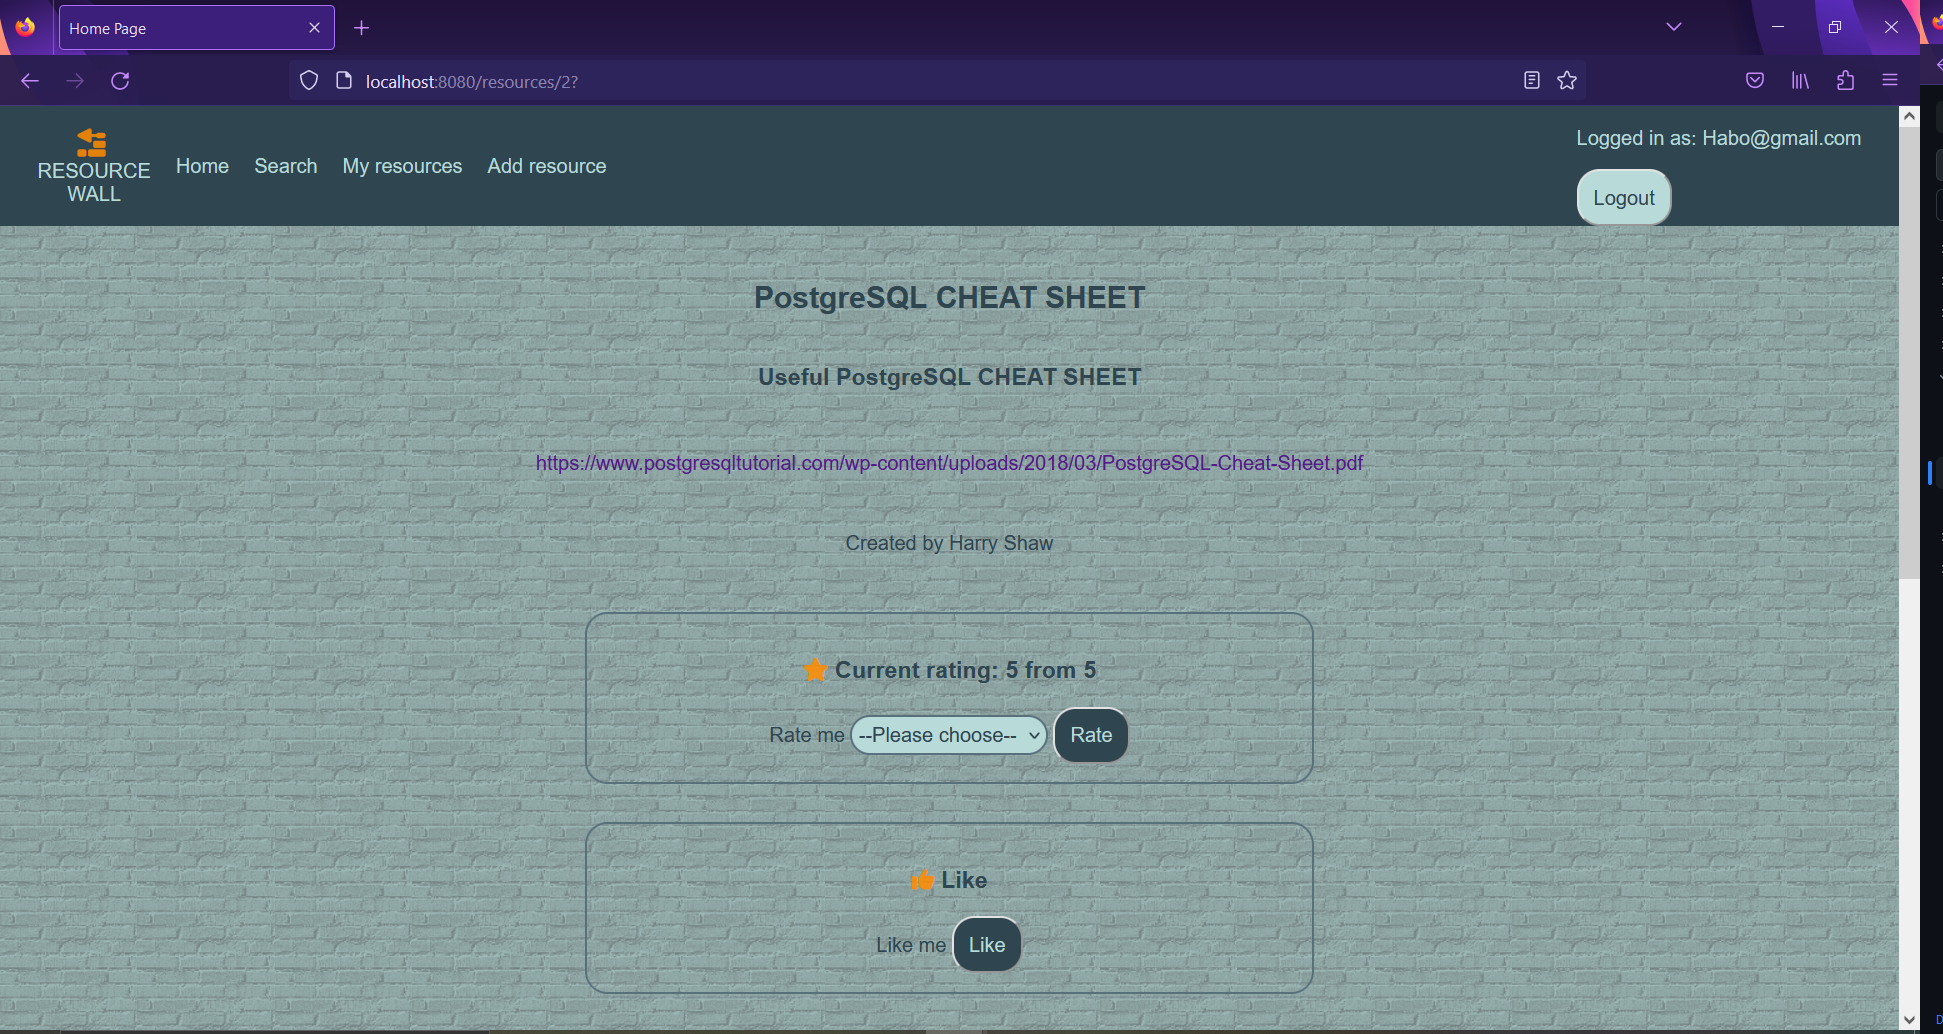 Home Page
localhost:8080/resources/2?
RESOURCE
WALL
Home
Search
My resources
Add resource
Logged in as: Habo@gmail.com
Logout
PostgreSQL CHEAT SHEET
Useful PostgreSQL CHEAT SHEET
https://www.postgresqltutorial.com/wp-content/uploads/2018/03/PostgreSQL-Cheat-Sheet.pdf
Created by Harry Shaw
Current rating: 5 from 5
Rate me --Please choose-- Rate
Like
Like me Like